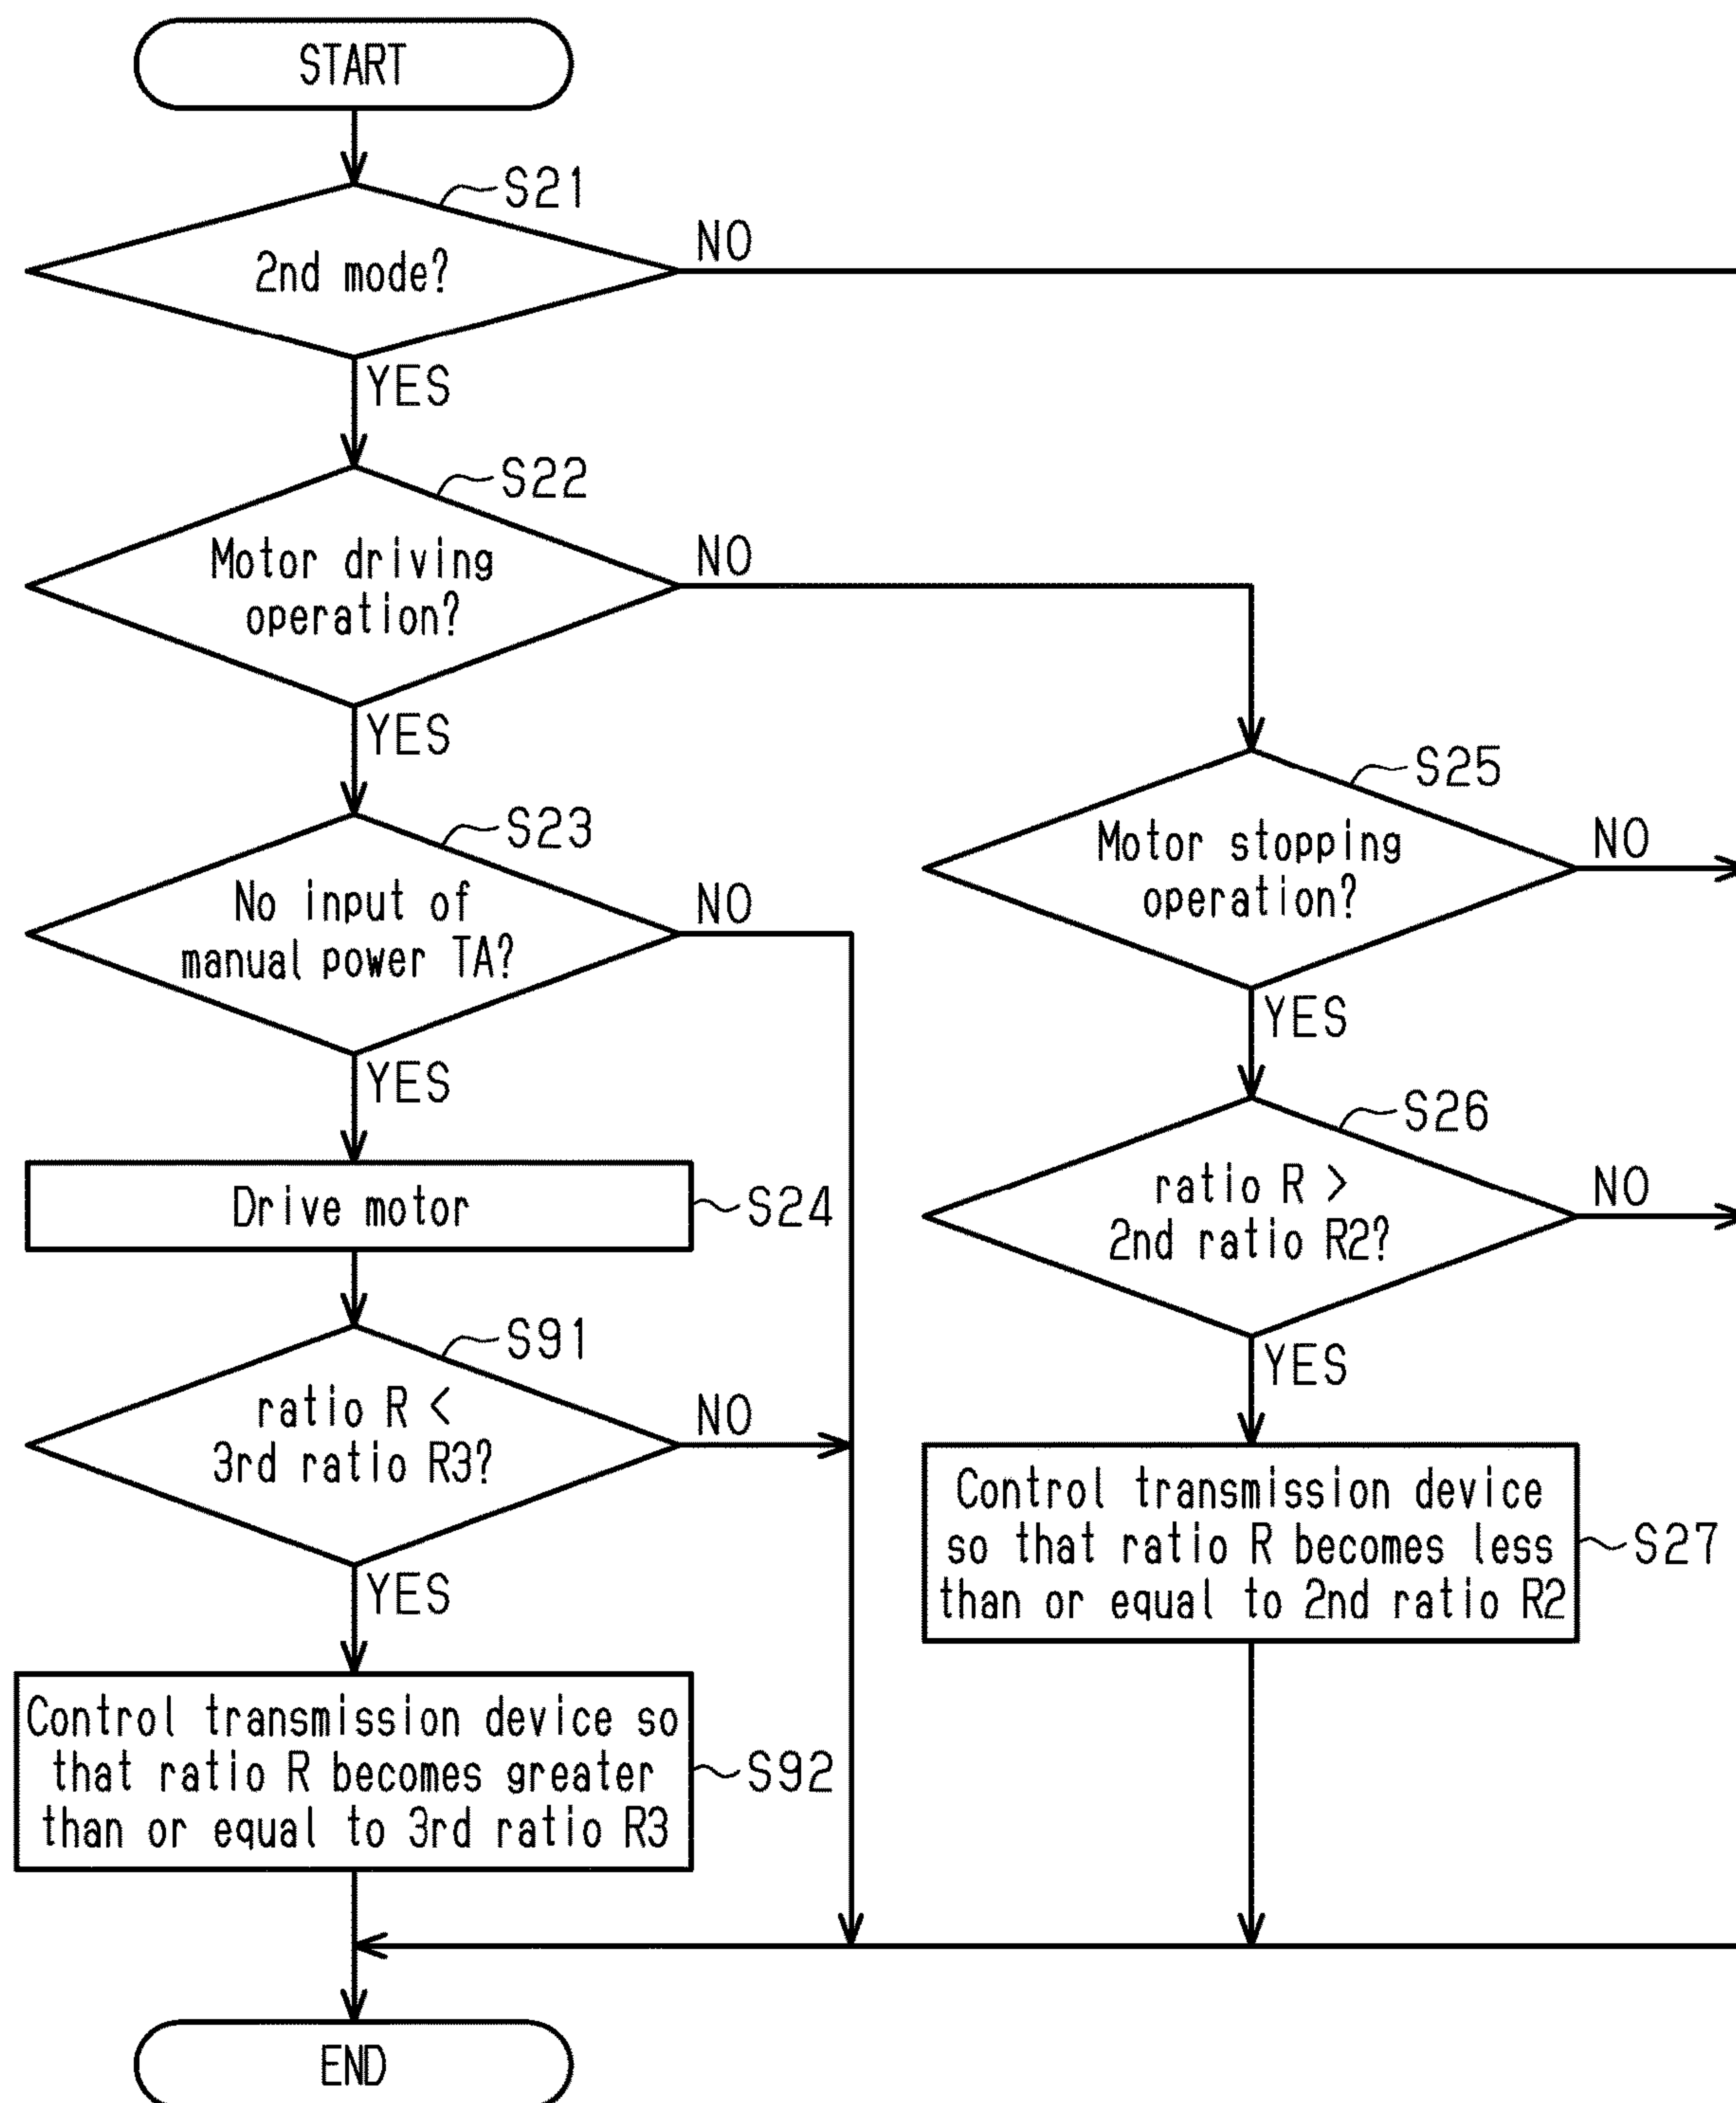 START
S21
2nd mode?
NO
YES
S22
Motor driving
operation?
NO
YES
S23
No input of
manual power TA?
NO
YES
Drive motor
S24
S91
ratio R <
3rd ratio R3?
NO
YES
Control transmission device so
that ratio R becomes greater
than or equal to 3rd ratio R3
S92
S25
Motor stopping
operation?
NO
YES
S26
ratio R >
2nd ratio R2?
NO
YES
Control transmission device
so that ratio R becomes less
than or equal to 2nd ratio R2
S27
END